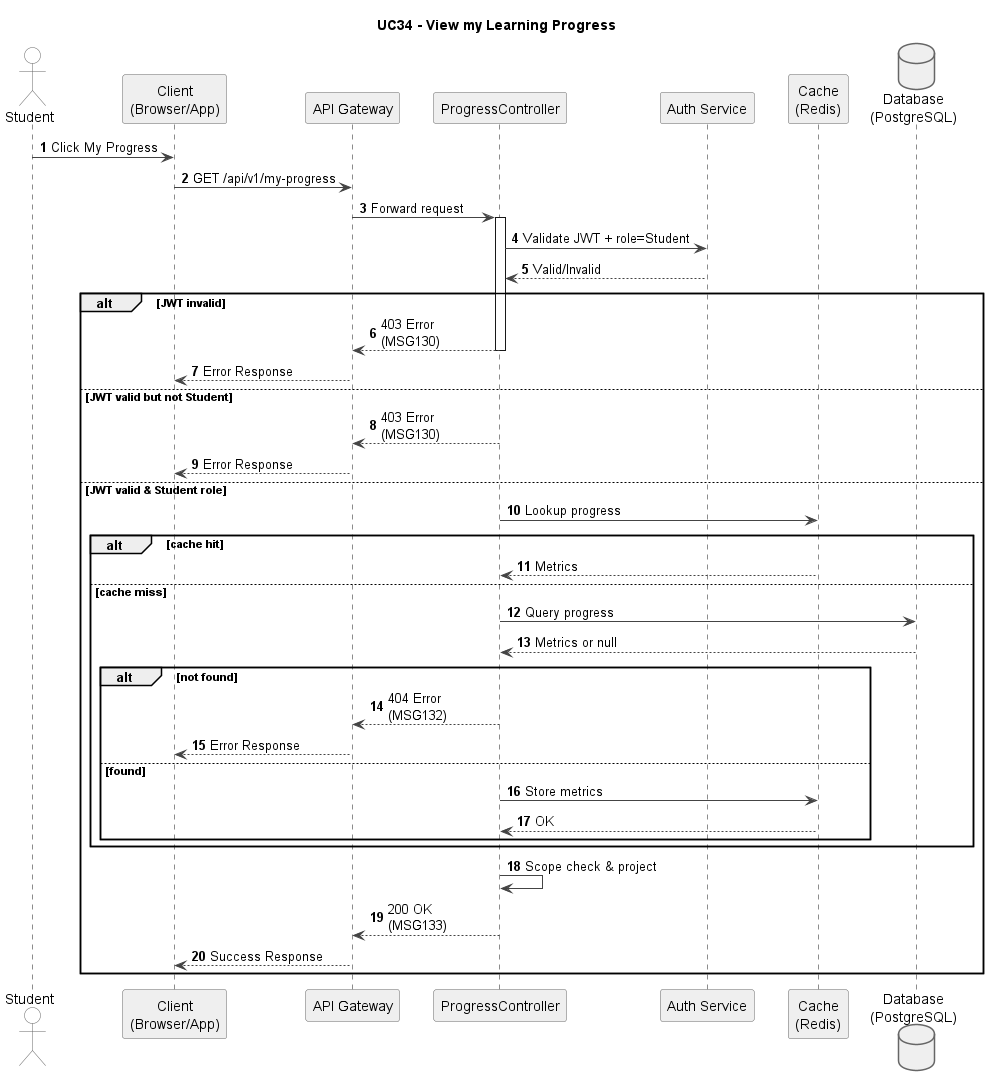 UC34 - View my Learning Progress
Student
Client
(Browser/App)
API Gateway
ProgressController
Auth Service
Cache
(Redis)
Database
(PostgreSQL)
1 Click My Progress
2 GET /api/v1/my-progress
3 Forward request
4 Validate JWT + role=Student
5 Valid/Invalid
alt [JWT invalid]
6 403 Error
(MSG130)
7 Error Response
[JWT valid but not Student]
8 403 Error
(MSG130)
9 Error Response
[JWT valid & Student role]
10 Lookup progress
alt [cache hit]
11 Metrics
[cache miss]
12 Query progress
13 Metrics or null
alt [not found]
14 404 Error
(MSG132)
15 Error Response
[found]
16 Store metrics
17 OK
18 Scope check & project
19 200 OK
(MSG133)
20 Success Response
Student
Client
(Browser/App)
API Gateway
ProgressController
Auth Service
Cache
(Redis)
Database
(PostgreSQL)